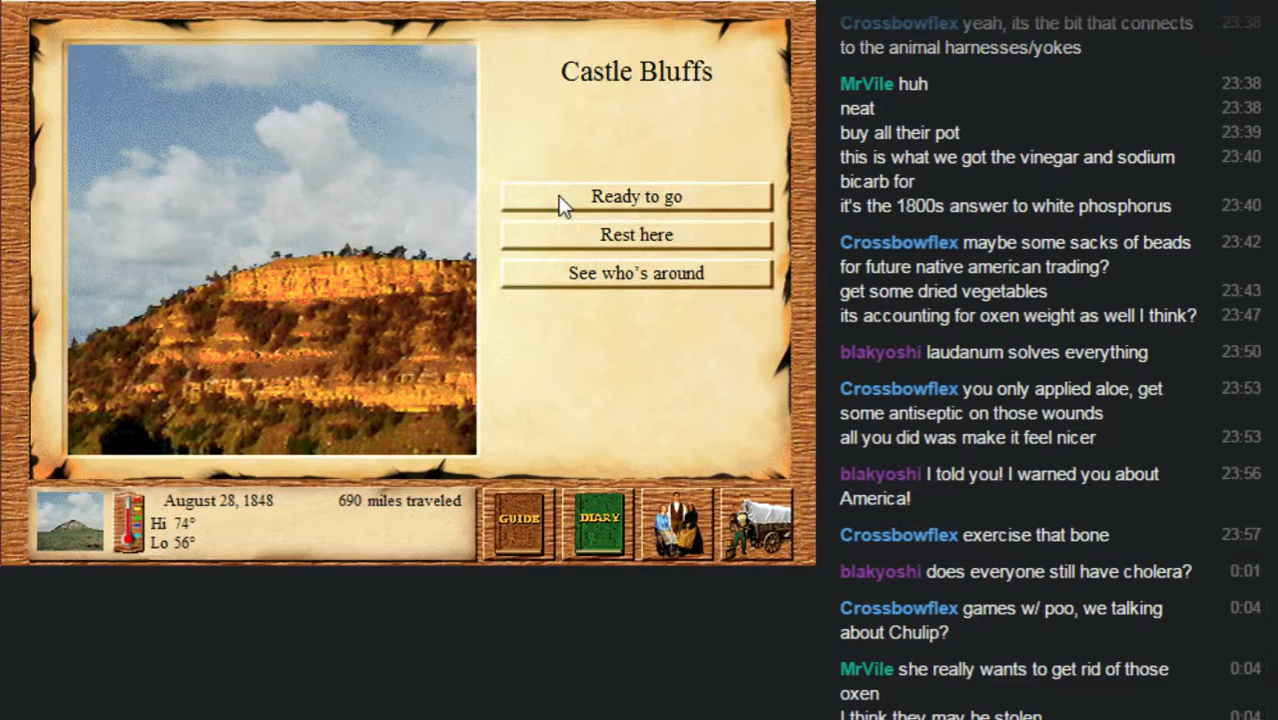 Castle Bluffs
Ready to go
Rest here
See who's around
August 28, 1848 690 miles traveled
Hi 74°
Lo 56°
GUIDE
DIARY
Crossbowflex yeah, its the bit that connects 23:38
to the animal harnesses/yokes
MrVile huh 23:38
neat 23:38
buy all their pot 23:39
this is what we got the vinegar and sodium 23:40
bicarb for
it's the 1800s answer to white phosphorus 23:40
Crossbowflex maybe some sacks of beads 23:42
for future native american trading?
get some dried vegetables 23:43
its accounting for oxen weight as well I think? 23:47
blakyoshi laudanum solves everything 23:50
Crossbowflex you only applied aloe, get 23:53
some antiseptic on those wounds
all you did was make it feel nicer 23:53
blakyoshi I told you! I warned you about 23:56
America!
Crossbowflex exercise that bone 23:57
blakyoshi does everyone still have cholera? 0:01
Crossbowflex games w/ poo, we talking 0:04
about Chulip?
MrVile she really wants to get rid of those 0:04
oxen
I think they may be stolen 0:04